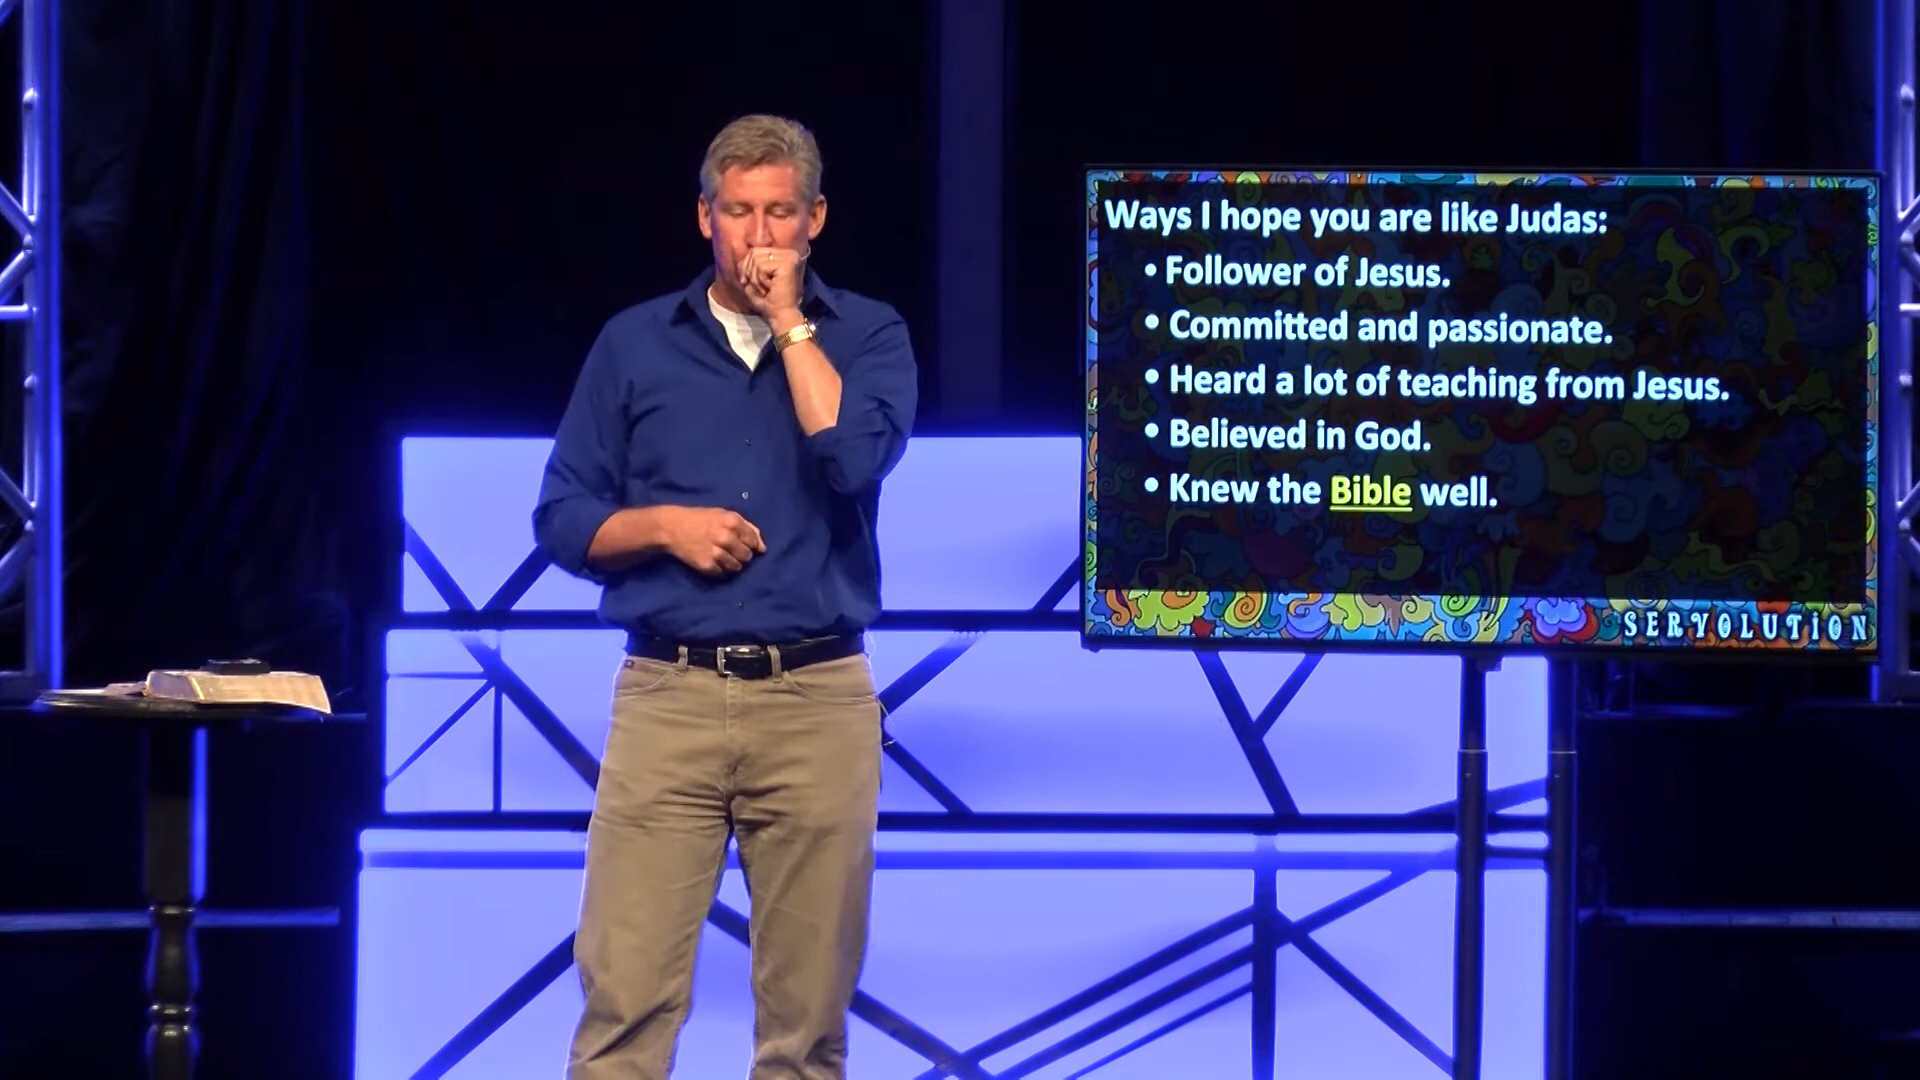 Ways I hope you are like Judas:
• Follower of Jesus.
• Committed and passionate.
• Heard a lot of teaching from Jesus.
• Believed in God.
• Knew the Bible well.
SERVOLUTION